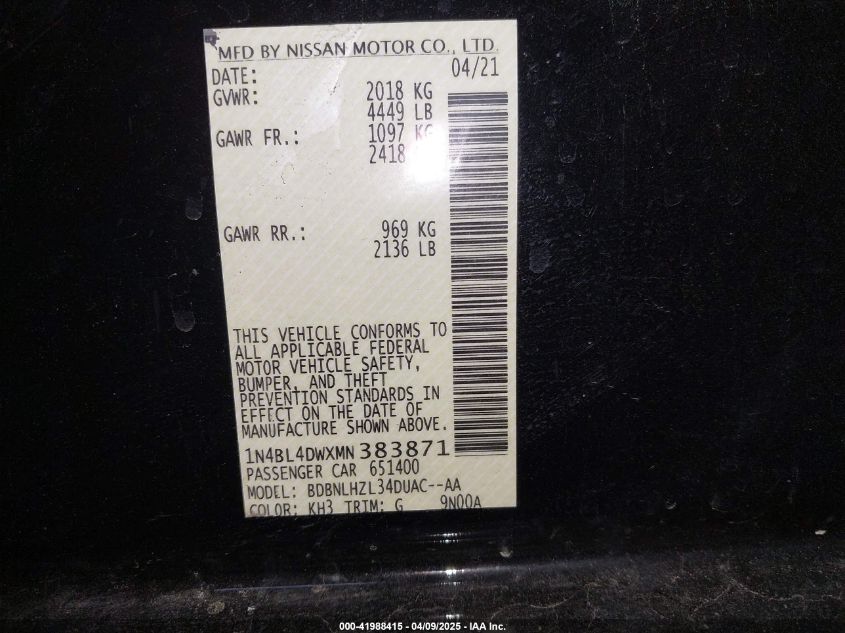 MFD BY NISSAN MOTOR CO., LTD.
DATE: 04/21
GVWR: 2018 KG
4449 LB
GAWR FR.: 1097 KG
2418
GAWR RR.: 969 KG
2136 LB
THIS VEHICLE CONFORMS TO
ALL APPLICABLE FEDERAL
MOTOR VEHICLE SAFETY,
BUMPER, AND THEFT
PREVENTION STANDARDS IN
EFFECT ON THE DATE OF
MANUFACTURE SHOWN ABOVE.
1N4BL4DWXMN383871
PASSENGER CAR 651400
MODEL: BDBNLHZL34DUAC--AA
COLOR: KH3 TRIM: G 9N00A
000-41988415 - 04/09/2025 - IAA Inc.